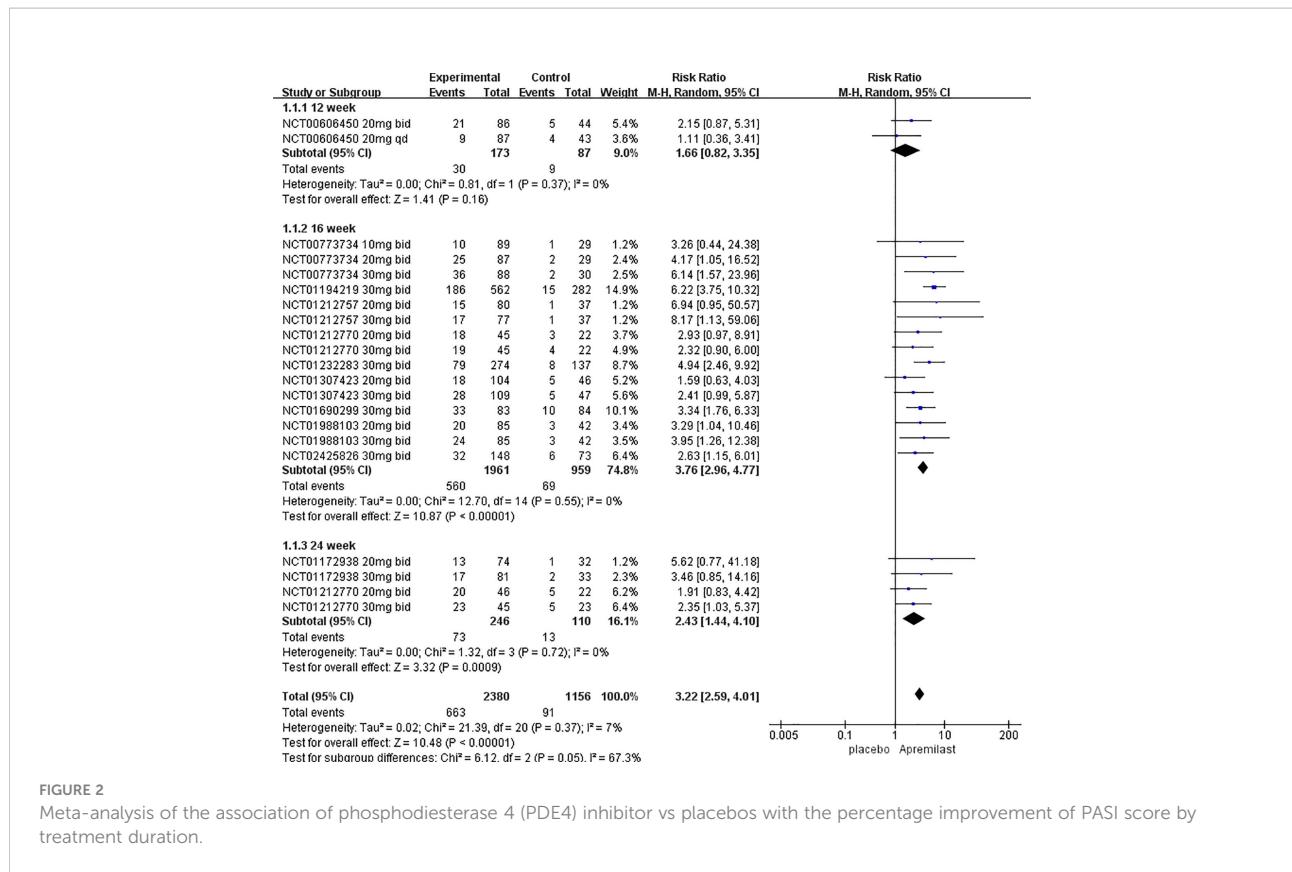 Experimental Control Risk Ratio Risk Ratio
Study or Subgroup Events Total Events Total Weight M-H, Random, 95% CI M-H, Random, 95% CI
1.1.1 12 week
NCT00606450 20mg bid 21 86 5 44 5.4% 2.15 [0.87, 5.31]
NCT00606450 20mg qd 9 87 4 43 3.6% 1.11 [0.36, 3.41]
Subtotal (95% CI) 173 87 9.0% 1.66 [0.82, 3.35]
Total events 30 9
Heterogeneity: Tau² = 0.00; Chi² = 0.81, df = 1 (P = 0.37); I² = 0%
Test for overall effect: Z = 1.41 (P = 0.16)
1.1.2 16 week
NCT00773734 10mg bid 10 89 1 29 1.2% 3.26 [0.44, 24.38]
NCT00773734 20mg bid 25 87 2 29 2.4% 4.17 [1.05, 16.52]
NCT00773734 30mg bid 36 88 2 30 2.5% 6.14 [1.57, 23.96]
NCT01194219 30mg bid 186 562 15 282 14.9% 6.22 [3.75, 10.32]
NCT01212757 20mg bid 15 80 1 37 1.2% 6.94 [0.95, 50.57]
NCT01212757 30mg bid 17 77 1 37 1.2% 8.17 [1.13, 59.06]
NCT01212770 20mg bid 18 45 3 22 3.7% 2.93 [0.97, 8.91]
NCT01212770 30mg bid 19 45 4 22 4.9% 2.32 [0.90, 6.00]
NCT01232283 30mg bid 79 274 8 137 8.7% 4.94 [2.46, 9.92]
NCT01307423 20mg bid 18 104 5 46 5.2% 1.59 [0.63, 4.03]
NCT01307423 30mg bid 28 109 5 47 5.6% 2.41 [0.99, 5.87]
NCT01690299 30mg bid 33 83 10 84 10.1% 3.34 [1.76, 6.33]
NCT01988103 20mg bid 20 85 3 42 3.4% 3.29 [1.04, 10.46]
NCT01988103 30mg bid 24 85 3 42 3.5% 3.95 [1.26, 12.38]
NCT02425826 30mg bid 32 148 6 73 6.4% 2.63 [1.15, 6.01]
Subtotal (95% CI) 1961 959 74.8% 3.76 [2.96, 4.77]
Total events 560 69
Heterogeneity: Tau² = 0.00; Chi² = 12.70, df = 14 (P = 0.55); I² = 0%
Test for overall effect: Z = 10.87 (P < 0.00001)
1.1.3 24 week
NCT01172938 20mg bid 13 74 1 32 1.2% 5.62 [0.77, 41.18]
NCT01172938 30mg bid 17 81 2 33 2.3% 3.46 [0.85, 14.16]
NCT01212770 20mg bid 20 46 5 22 6.2% 1.91 [0.83, 4.42]
NCT01212770 30mg bid 23 45 5 23 6.4% 2.35 [1.03, 5.37]
Subtotal (95% CI) 246 110 16.1% 2.43 [1.44, 4.10]
Total events 73 13
Heterogeneity: Tau² = 0.00; Chi² = 1.32, df = 3 (P = 0.72); I² = 0%
Test for overall effect: Z = 3.32 (P = 0.0009)
Total (95% CI) 2380 1156 100.0% 3.22 [2.59, 4.01]
Total events 663 91
Heterogeneity: Tau² = 0.02; Chi² = 21.39, df = 20 (P = 0.37); I² = 7%
Test for overall effect: Z = 10.48 (P < 0.00001)
Test for subgroup differences: Chi² = 6.12, df = 2 (P = 0.05), I² = 67.3%
0.005 0.1 1 10 200
placebo Apremilast
FIGURE 2
Meta-analysis of the association of phosphodiesterase 4 (PDE4) inhibitor vs placebos with the percentage improvement of PASI score by
treatment duration.